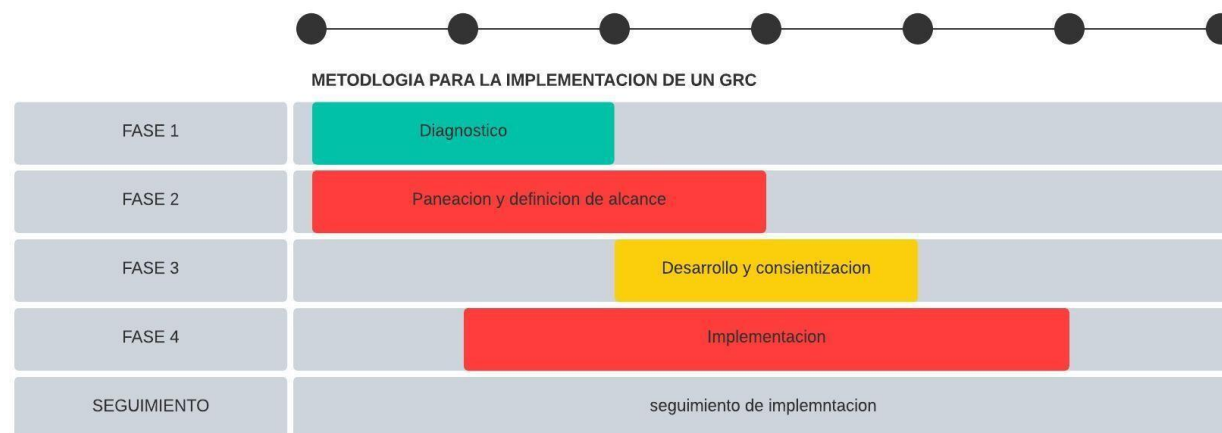 METODLOGIA PARA LA IMPLEMENTACION DE UN GRC
FASE 1
Diagnostico
FASE 2
Paneacion y definicion de alcance
FASE 3
Desarrollo y consientizacion
FASE 4
Implementacion
SEGUIMIENTO
seguimiento de implemntacion